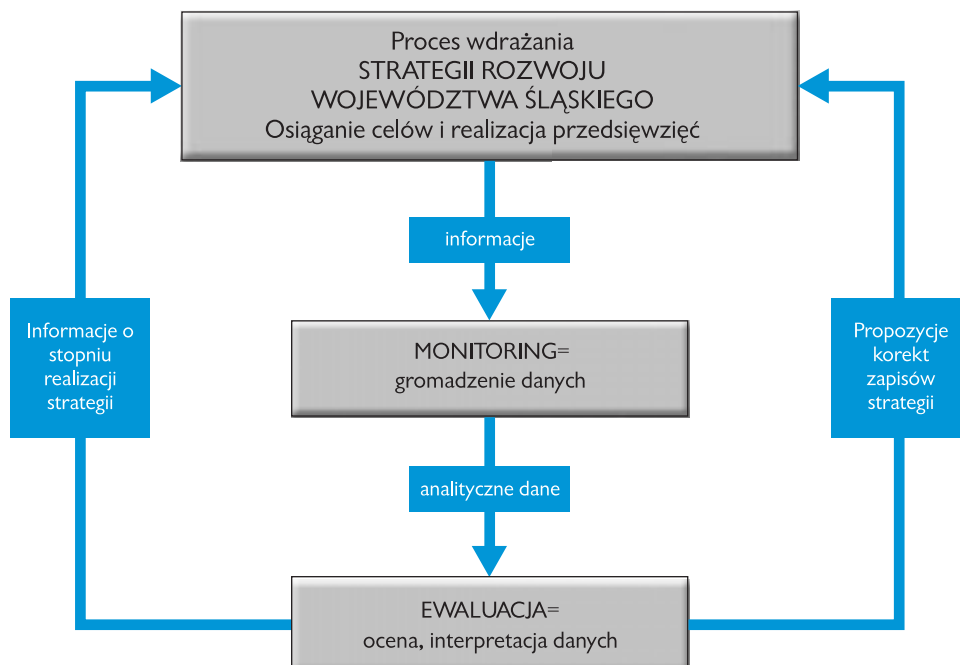 Proces wdrażania
STRATEGII ROZWOJU
WOJEWÓDZTWA ŚLĄSKIEGO
Osiąganie celów i realizacja przedsięwzięć
informacje
Informacje o
stopniu
realizacji
strategii
MONITORING=
gromadzenie danych
Propozycje
korekt
zapisów
strategii
analityczne dane
EWALUACJA=
ocena, interpretacja danych